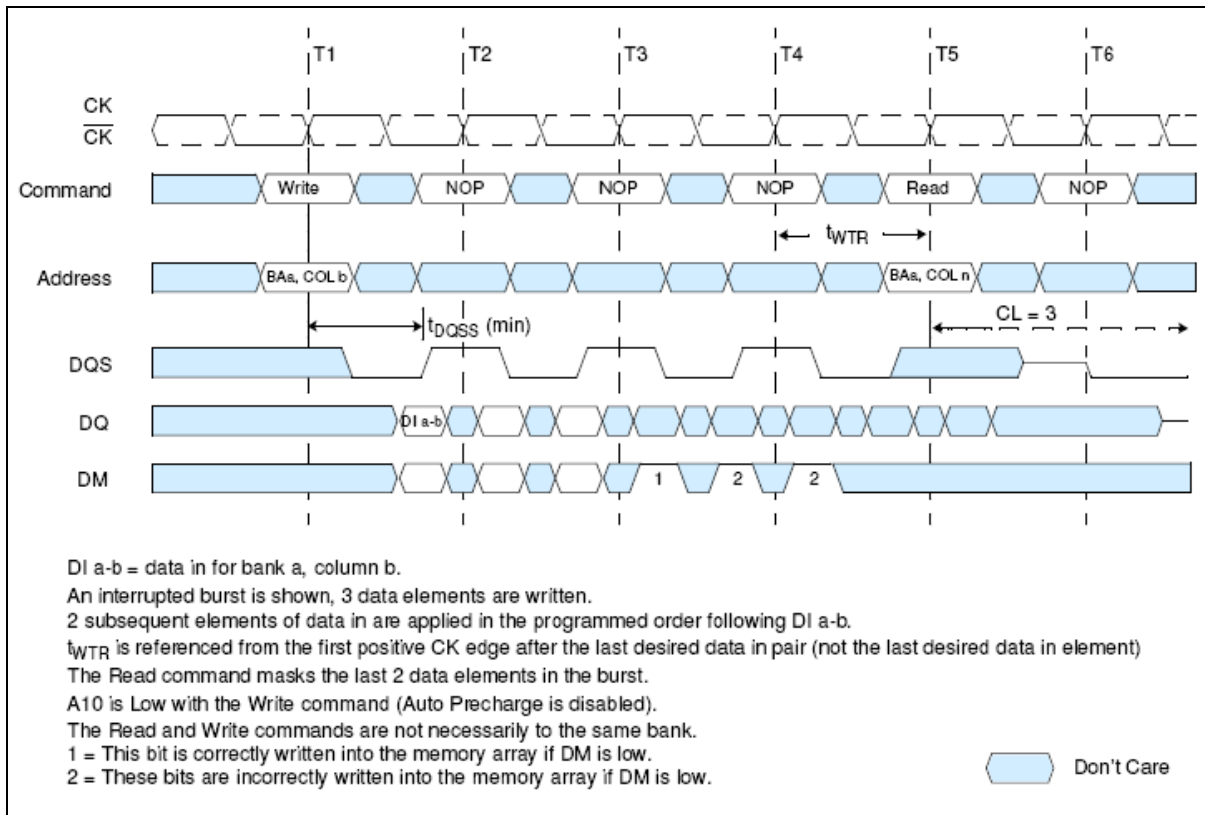 T1 T2 T3 T4 T5 T6
CK
CK
Command Write NOP NOP NOP Read NOP
tWTR
Address BAa, COL b BAa, COL n
tDQSS (min) CL = 3
DQS
DQ DI a-b
DM 1 2 2
DI a-b = data in for bank a, column b.
An interrupted burst is shown, 3 data elements are written.
2 subsequent elements of data in are applied in the programmed order following DI a-b.
tWTR is referenced from the first positive CK edge after the last desired data in pair (not the last desired data in element)
The Read command masks the last 2 data elements in the burst.
A10 is Low with the Write command (Auto Precharge is disabled).
The Read and Write commands are not necessarily to the same bank.
1 = This bit is correctly written into the memory array if DM is low.
2 = These bits are incorrectly written into the memory array if DM is low.
Don't Care